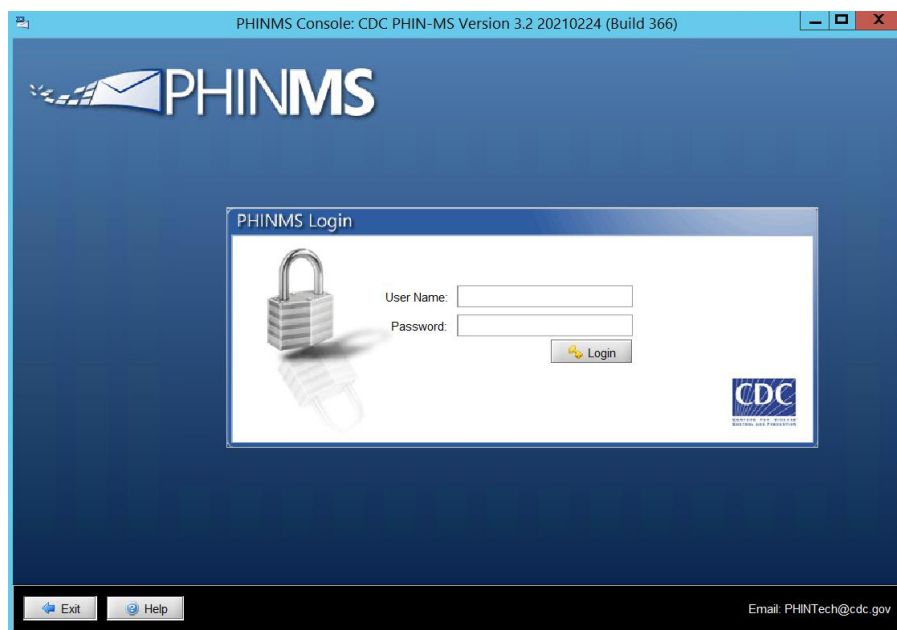 PHINMS Console: CDC PHIN-MS Version 3.2 20210224 (Build 366)
PHINMS
PHINMS Login
User Name:
Password:
Login
CDC
Exit
Help
Email: PHINTech@cdc.gov